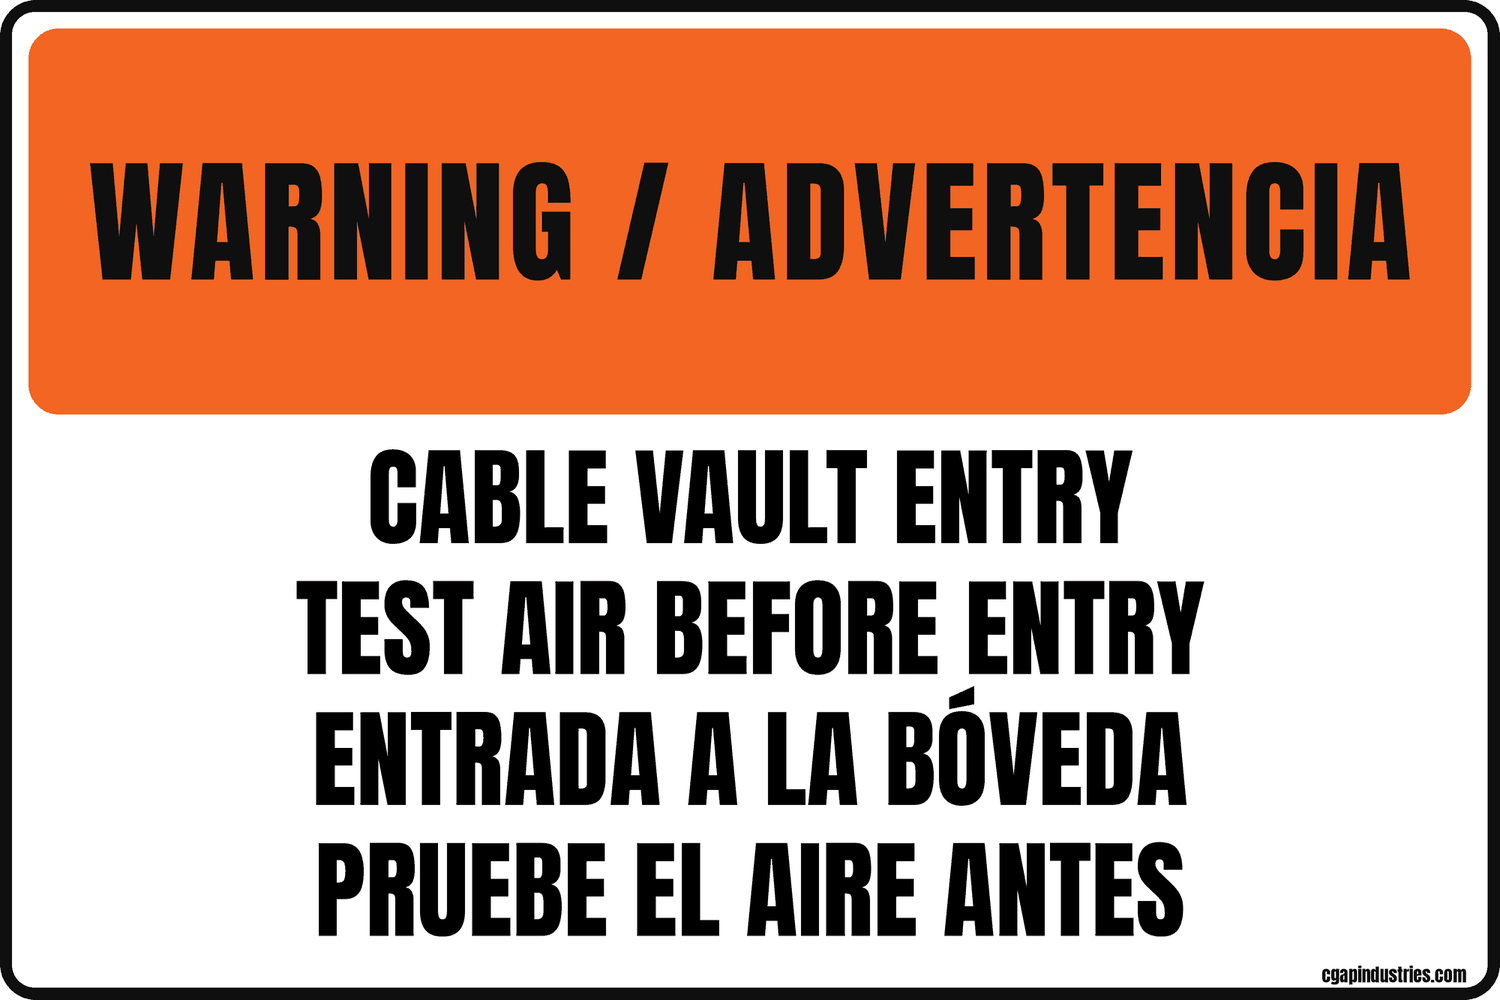 WARNING / ADVERTENCIA
CABLE VAULT ENTRY
TEST AIR BEFORE ENTRY
ENTRADA A LA BÓVEDA
PRUEBE EL AIRE ANTES
cgapindustries.com